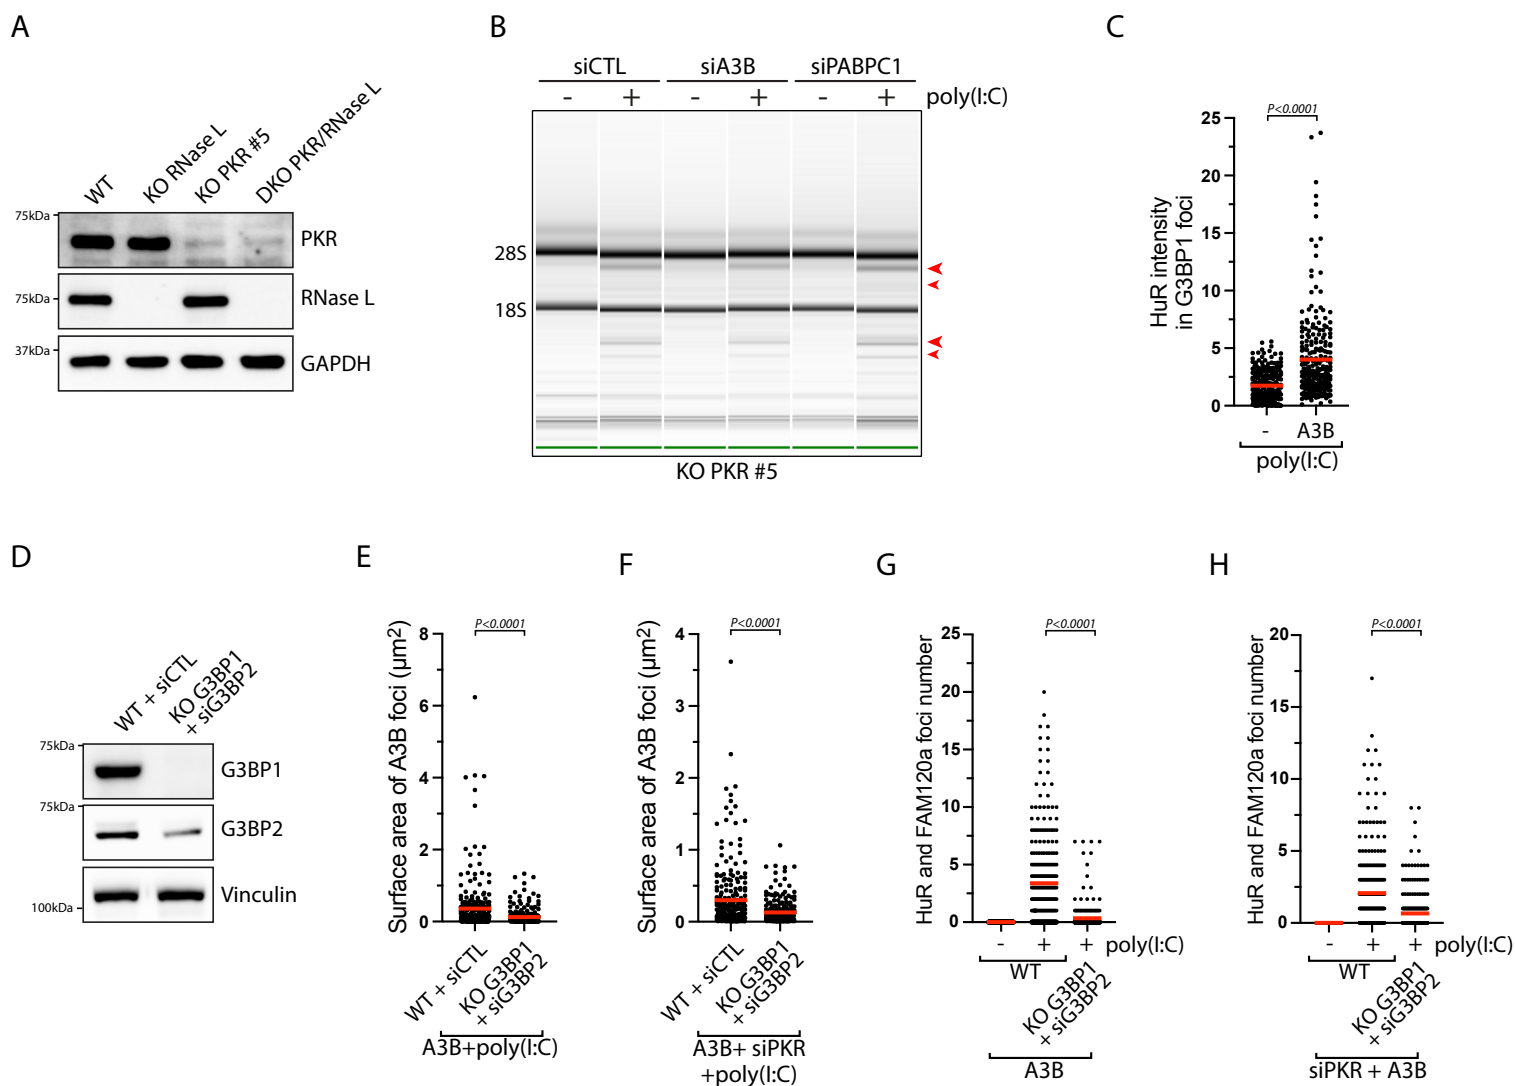 A
WT
KO RNase L
KO PKR #5
DKO PKR/RNase L
75kDa
PKR
75kDa
RNase L
37kDa
GAPDH
B
siCTL siA3B siPABPC1
- + - + - + poly(I:C)
28S
18S
KO PKR #5
C
P<0.0001
HuR intensity
in G3BP1 foci
25
20
15
10
5
0
- A3B
poly(I:C)
D
WT + siCTL
KO G3BP1
+ siG3BP2
75kDa
G3BP1
75kDa
G3BP2
Vinculin
100kDa
E
P<0.0001
Surface area of A3B foci (µm²)
8
6
4
2
0
WT + siCTL
KO G3BP1
+ siG3BP2
A3B+poly(I:C)
F
P<0.0001
Surface area of A3B foci (µm²)
4
3
2
1
0
WT + siCTL
KO G3BP1
+ siG3BP2
A3B+ siPKR
+poly(I:C)
G
P<0.0001
HuR and FAM120a foci number
25
20
15
10
5
0
- + + poly(I:C)
WT
KO G3BP1
+ siG3BP2
A3B
H
P<0.0001
HuR and FAM120a foci number
20
15
10
5
0
- + + poly(I:C)
WT
KO G3BP1
+ siG3BP2
siPKR + A3B